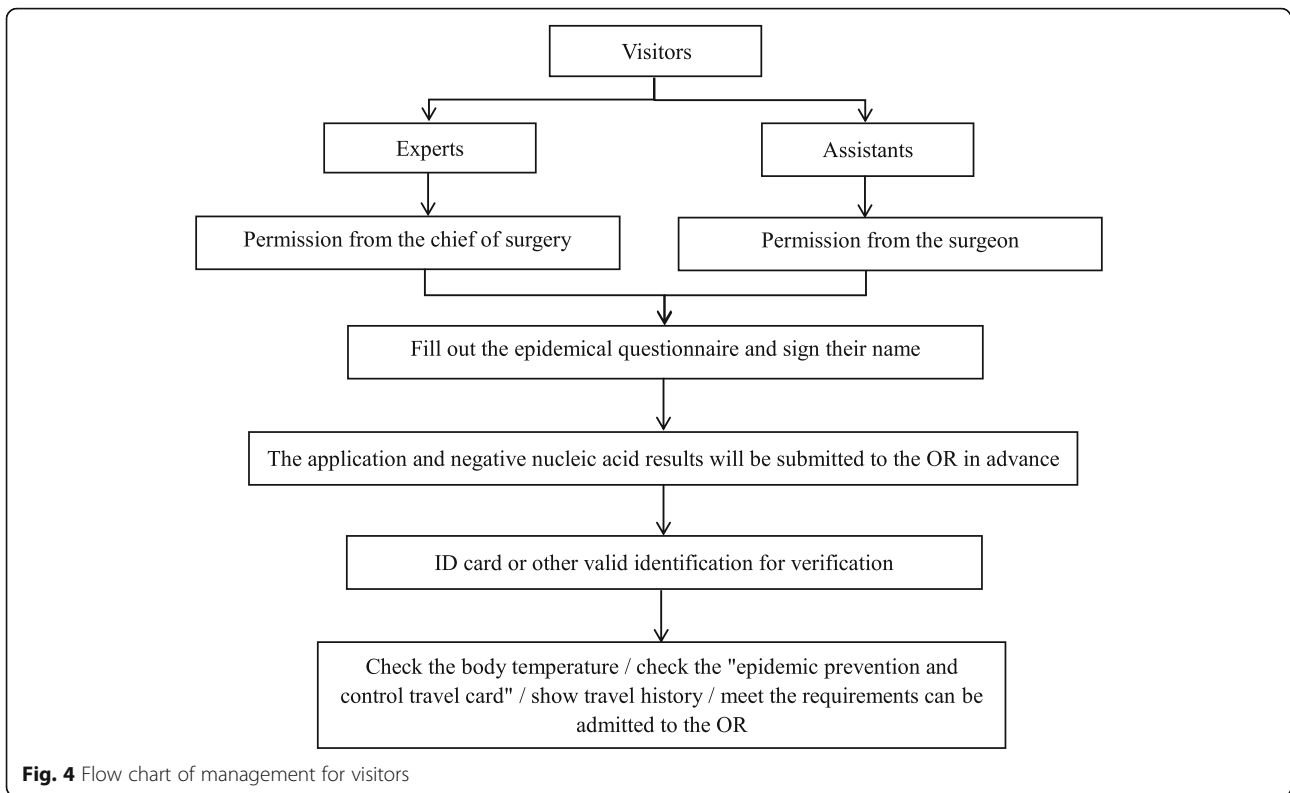 Visitors
Experts
Assistants
Permission from the chief of surgery
Permission from the surgeon
Fill out the epidemical questionnaire and sign their name
The application and negative nucleic acid results will be submitted to the OR in advance
ID card or other valid identification for verification
Check the body temperature / check the "epidemic prevention and
control travel card" / show travel history / meet the requirements can be
admitted to the OR
Fig. 4 Flow chart of management for visitors